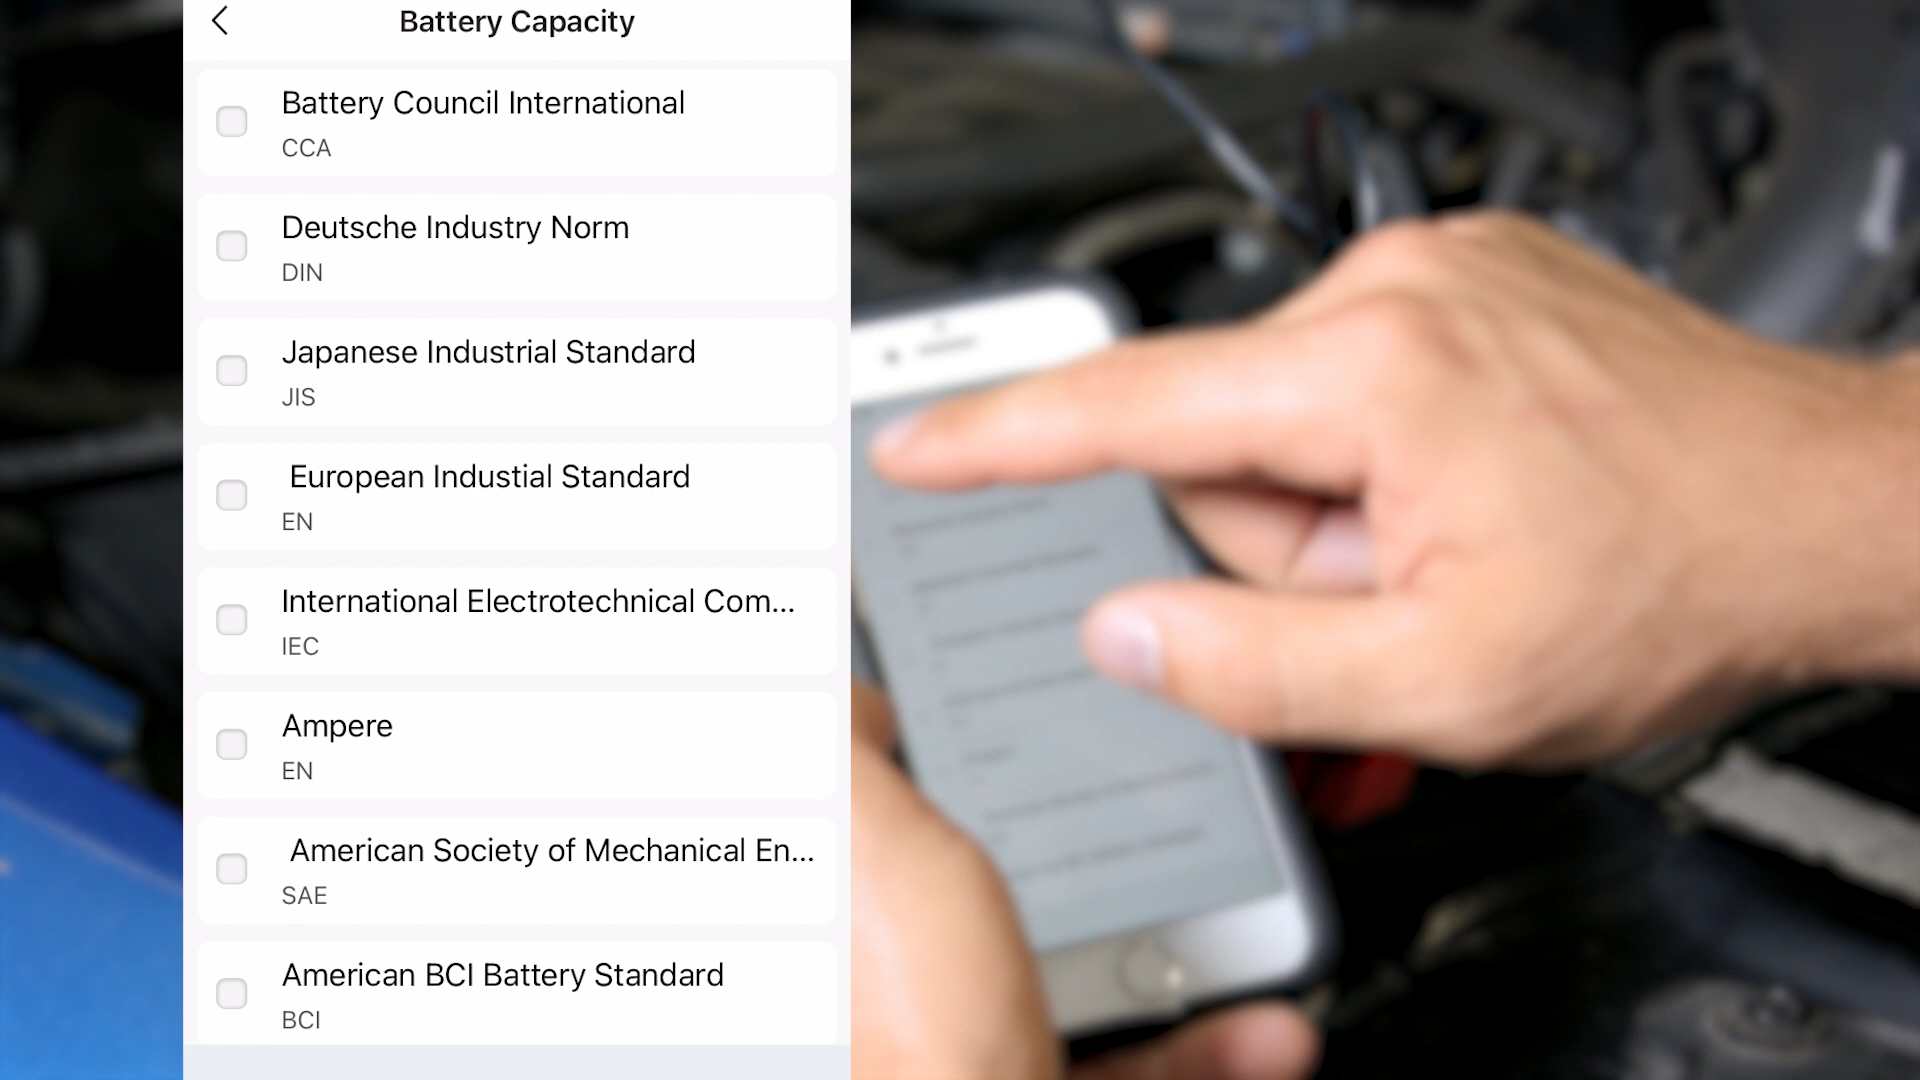 Battery Capacity
Battery Council International
CCA
Deutsche Industry Norm
DIN
Japanese Industrial Standard
JIS
European Industial Standard
EN
International Electrotechnical Com...
IEC
Ampere
EN
American Society of Mechanical En...
SAE
American BCI Battery Standard
BCI